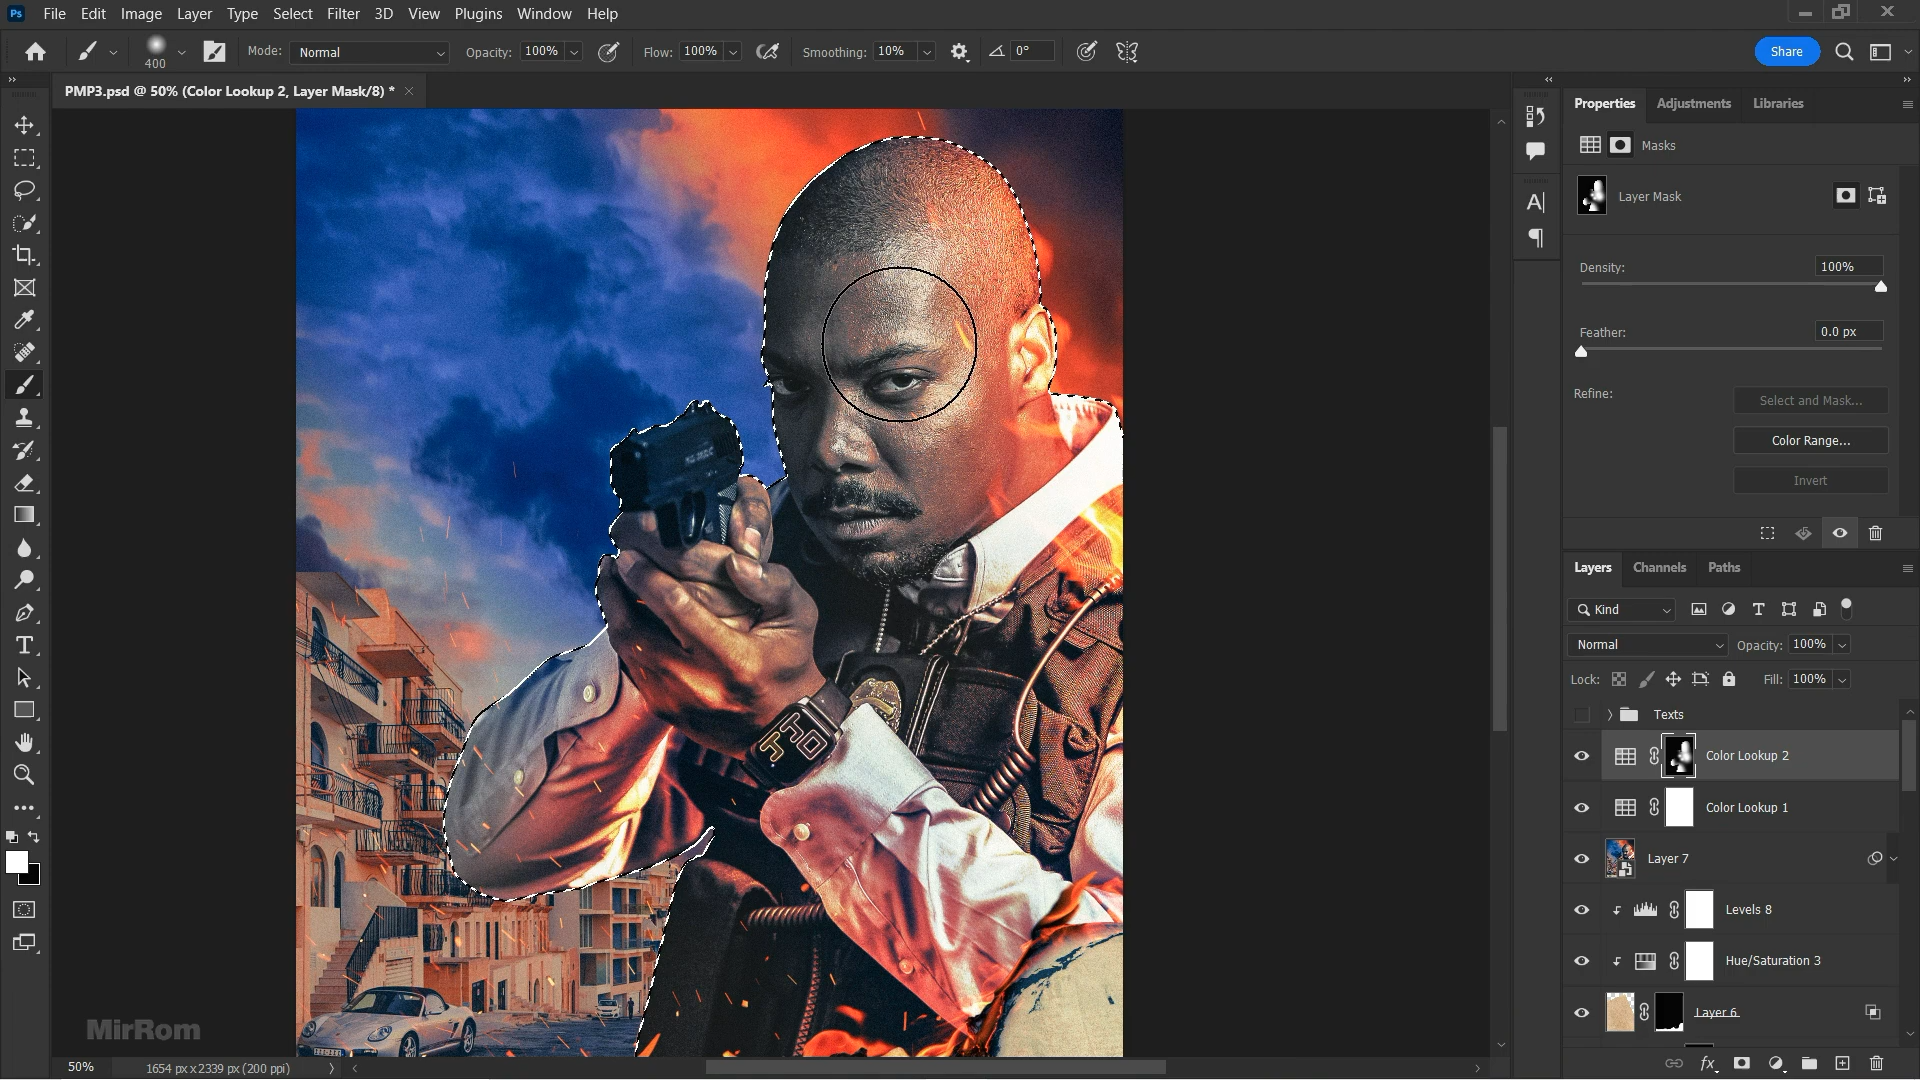 Ps File Edit Image Layer Type Select Filter 3D View Plugins Window Help
400 Mode: Normal Opacity: 100% Flow: 100% Smoothing: 10% 0° Share
PMP3.psd @ 50% (Color Lookup 2, Layer Mask/8) *
Properties Adjustments Libraries
Masks
Layer Mask
Density: 100%
Feather: 0.0 px
Refine: Select and Mask...
Color Range...
Invert
Layers Channels Paths
Kind
Normal Opacity: 100%
Lock: Fill: 100%
Texts
Color Lookup 2
Color Lookup 1
Layer 7
Levels 8
Hue/Saturation 3
Layer 6
MirRom
50% 1654 px x 2339 px (200 ppi)